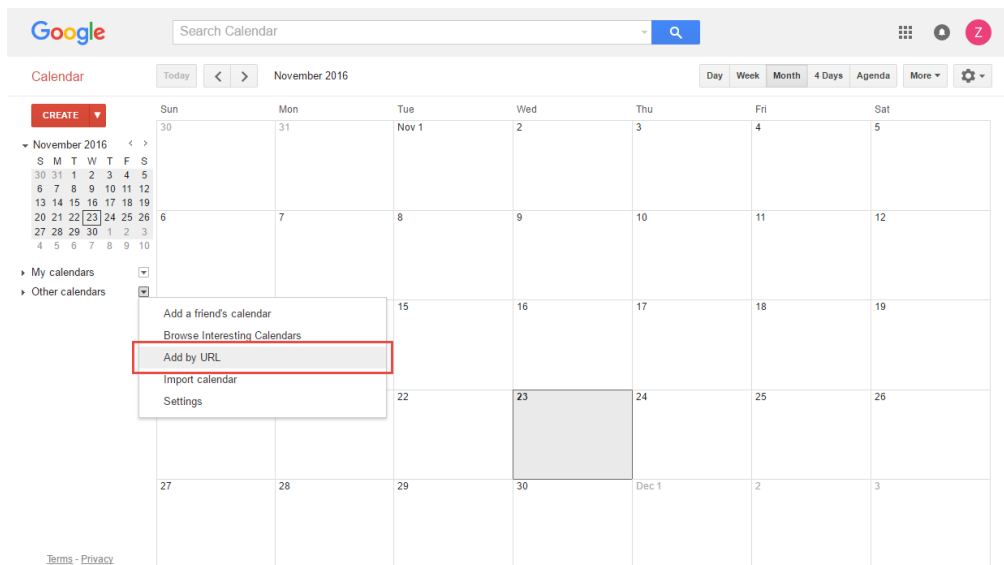 Google Search Calendar Z
Calendar Today November 2016 Day Week Month 4 Days Agenda More
CREATE
November 2016
S M T W T F S
30 31 1 2 3 4 5
6 7 8 9 10 11 12
13 14 15 16 17 18 19
20 21 22 23 24 25 26
27 28 29 30 1 2 3
4 5 6 7 8 9 10
My calendars
Other calendars
Add a friend's calendar
Browse Interesting Calendars
Add by URL
Import calendar
Settings
Sun Mon Tue Wed Thu Fri Sat
30 31 Nov 1 2 3 4 5
6 7 8 9 10 11 12
15 16 17 18 19
22 23 24 25 26
27 28 29 30 Dec 1 2 3
Terms - Privacy